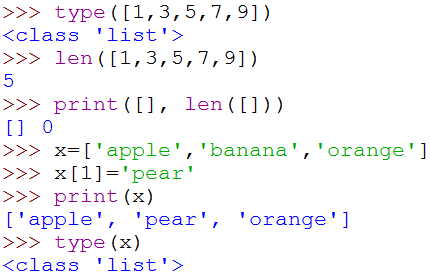 >>> type([1,3,5,7,9])
<class 'list'>
>>> len([1,3,5,7,9])
5
>>> print([], len([]))
[] 0
>>> x=['apple','banana','orange']
>>> x[1]='pear'
>>> print(x)
['apple', 'pear', 'orange']
>>> type(x)
<class 'list'>